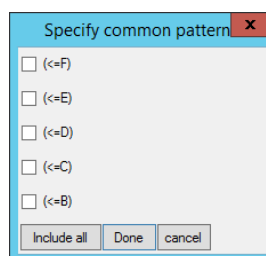 Specify common pattern x
(<=F)
(<=E)
(<=D)
(<=C)
(<=B)
Include all Done cancel